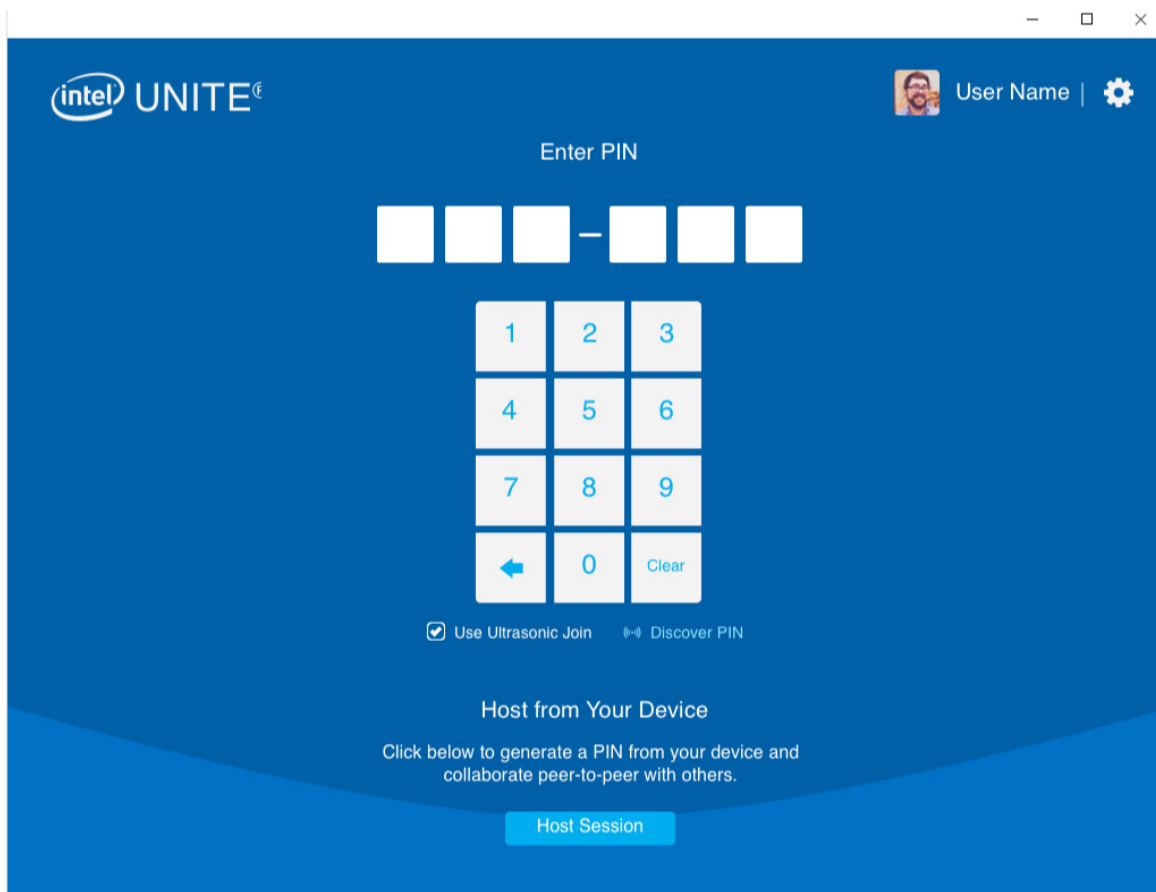 intel UNITE®
User Name |
Enter PIN
1 2 3
4 5 6
7 8 9
0 Clear
Use Ultrasonic Join Discover PIN
Host from Your Device
Click below to generate a PIN from your device and
collaborate peer-to-peer with others.
Host Session